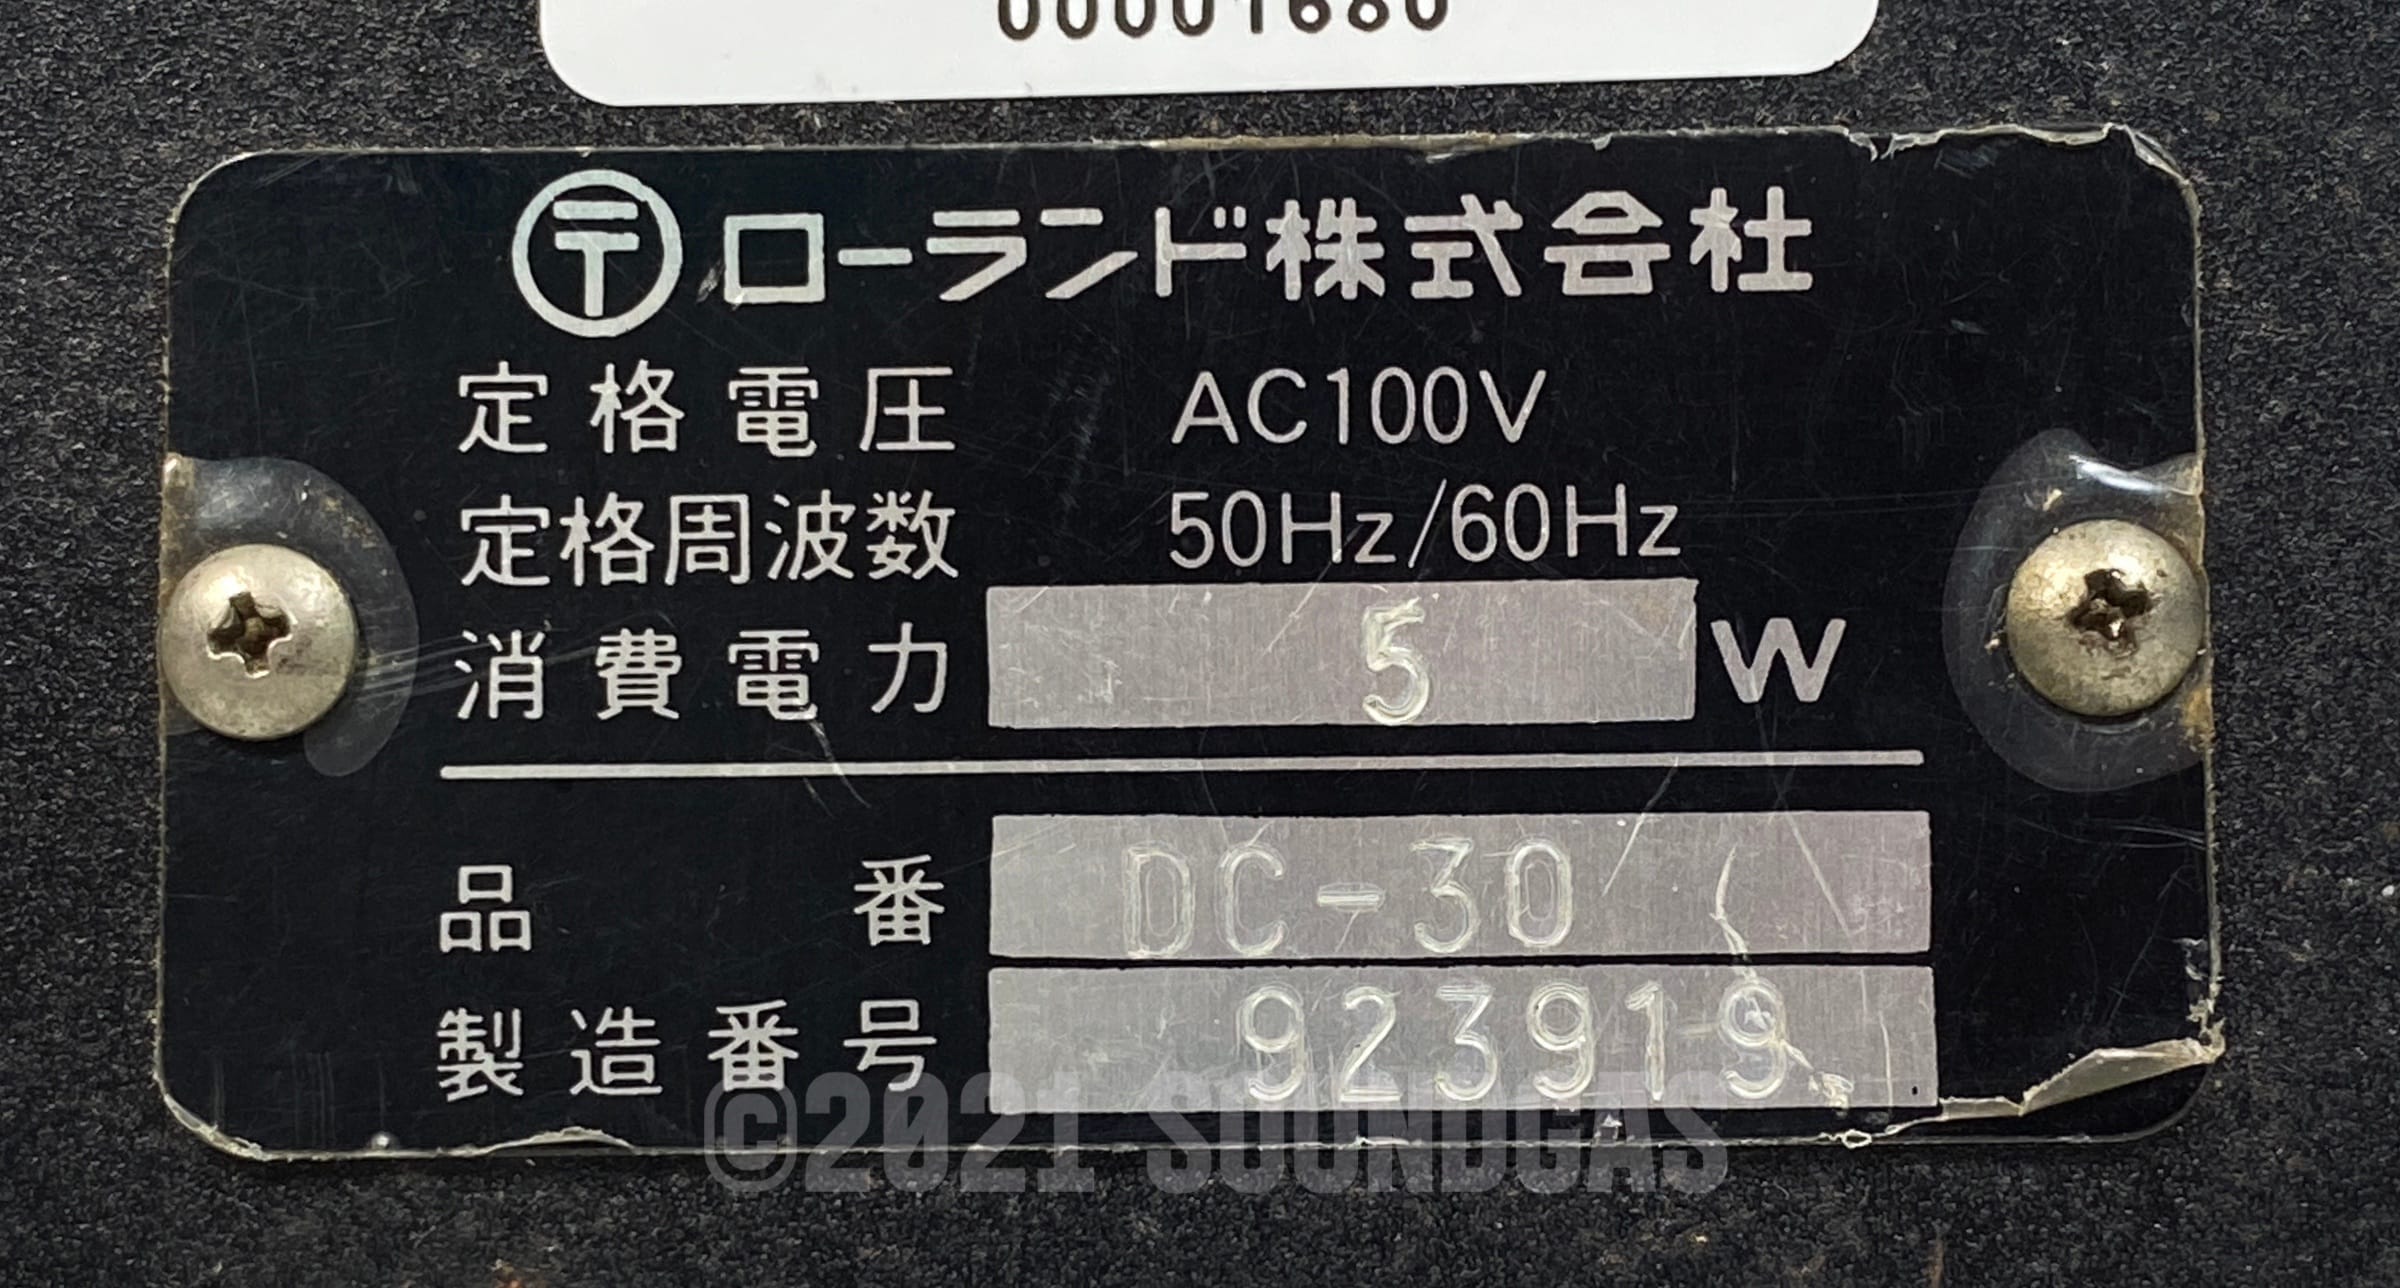 00001680
〒ローランド株式会社
定格電圧 AC100V
定格周波数 50Hz/60Hz
消費電力 5 W
品番 DC-30
製造番号 923919
©2021 SOUNDGAS